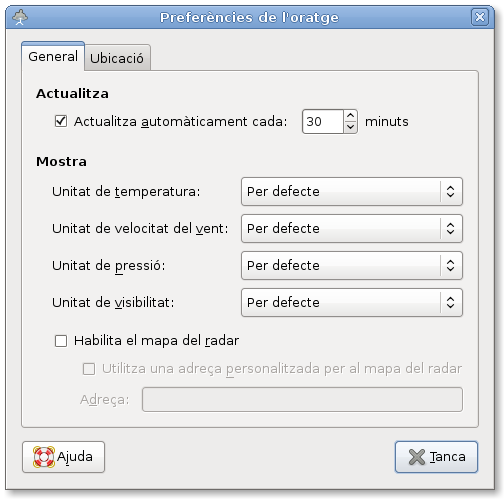 Preferències de l'oratge
General Ubicació
Actualitza
Actualitza automàticament cada: 30 minuts
Mostra
Unitat de temperatura: Per defecte
Unitat de velocitat del vent: Per defecte
Unitat de pressió: Per defecte
Unitat de visibilitat: Per defecte
Habilita el mapa del radar
Utilitza una adreça personalitzada per al mapa del radar
Adreça:
Ajuda Tanca